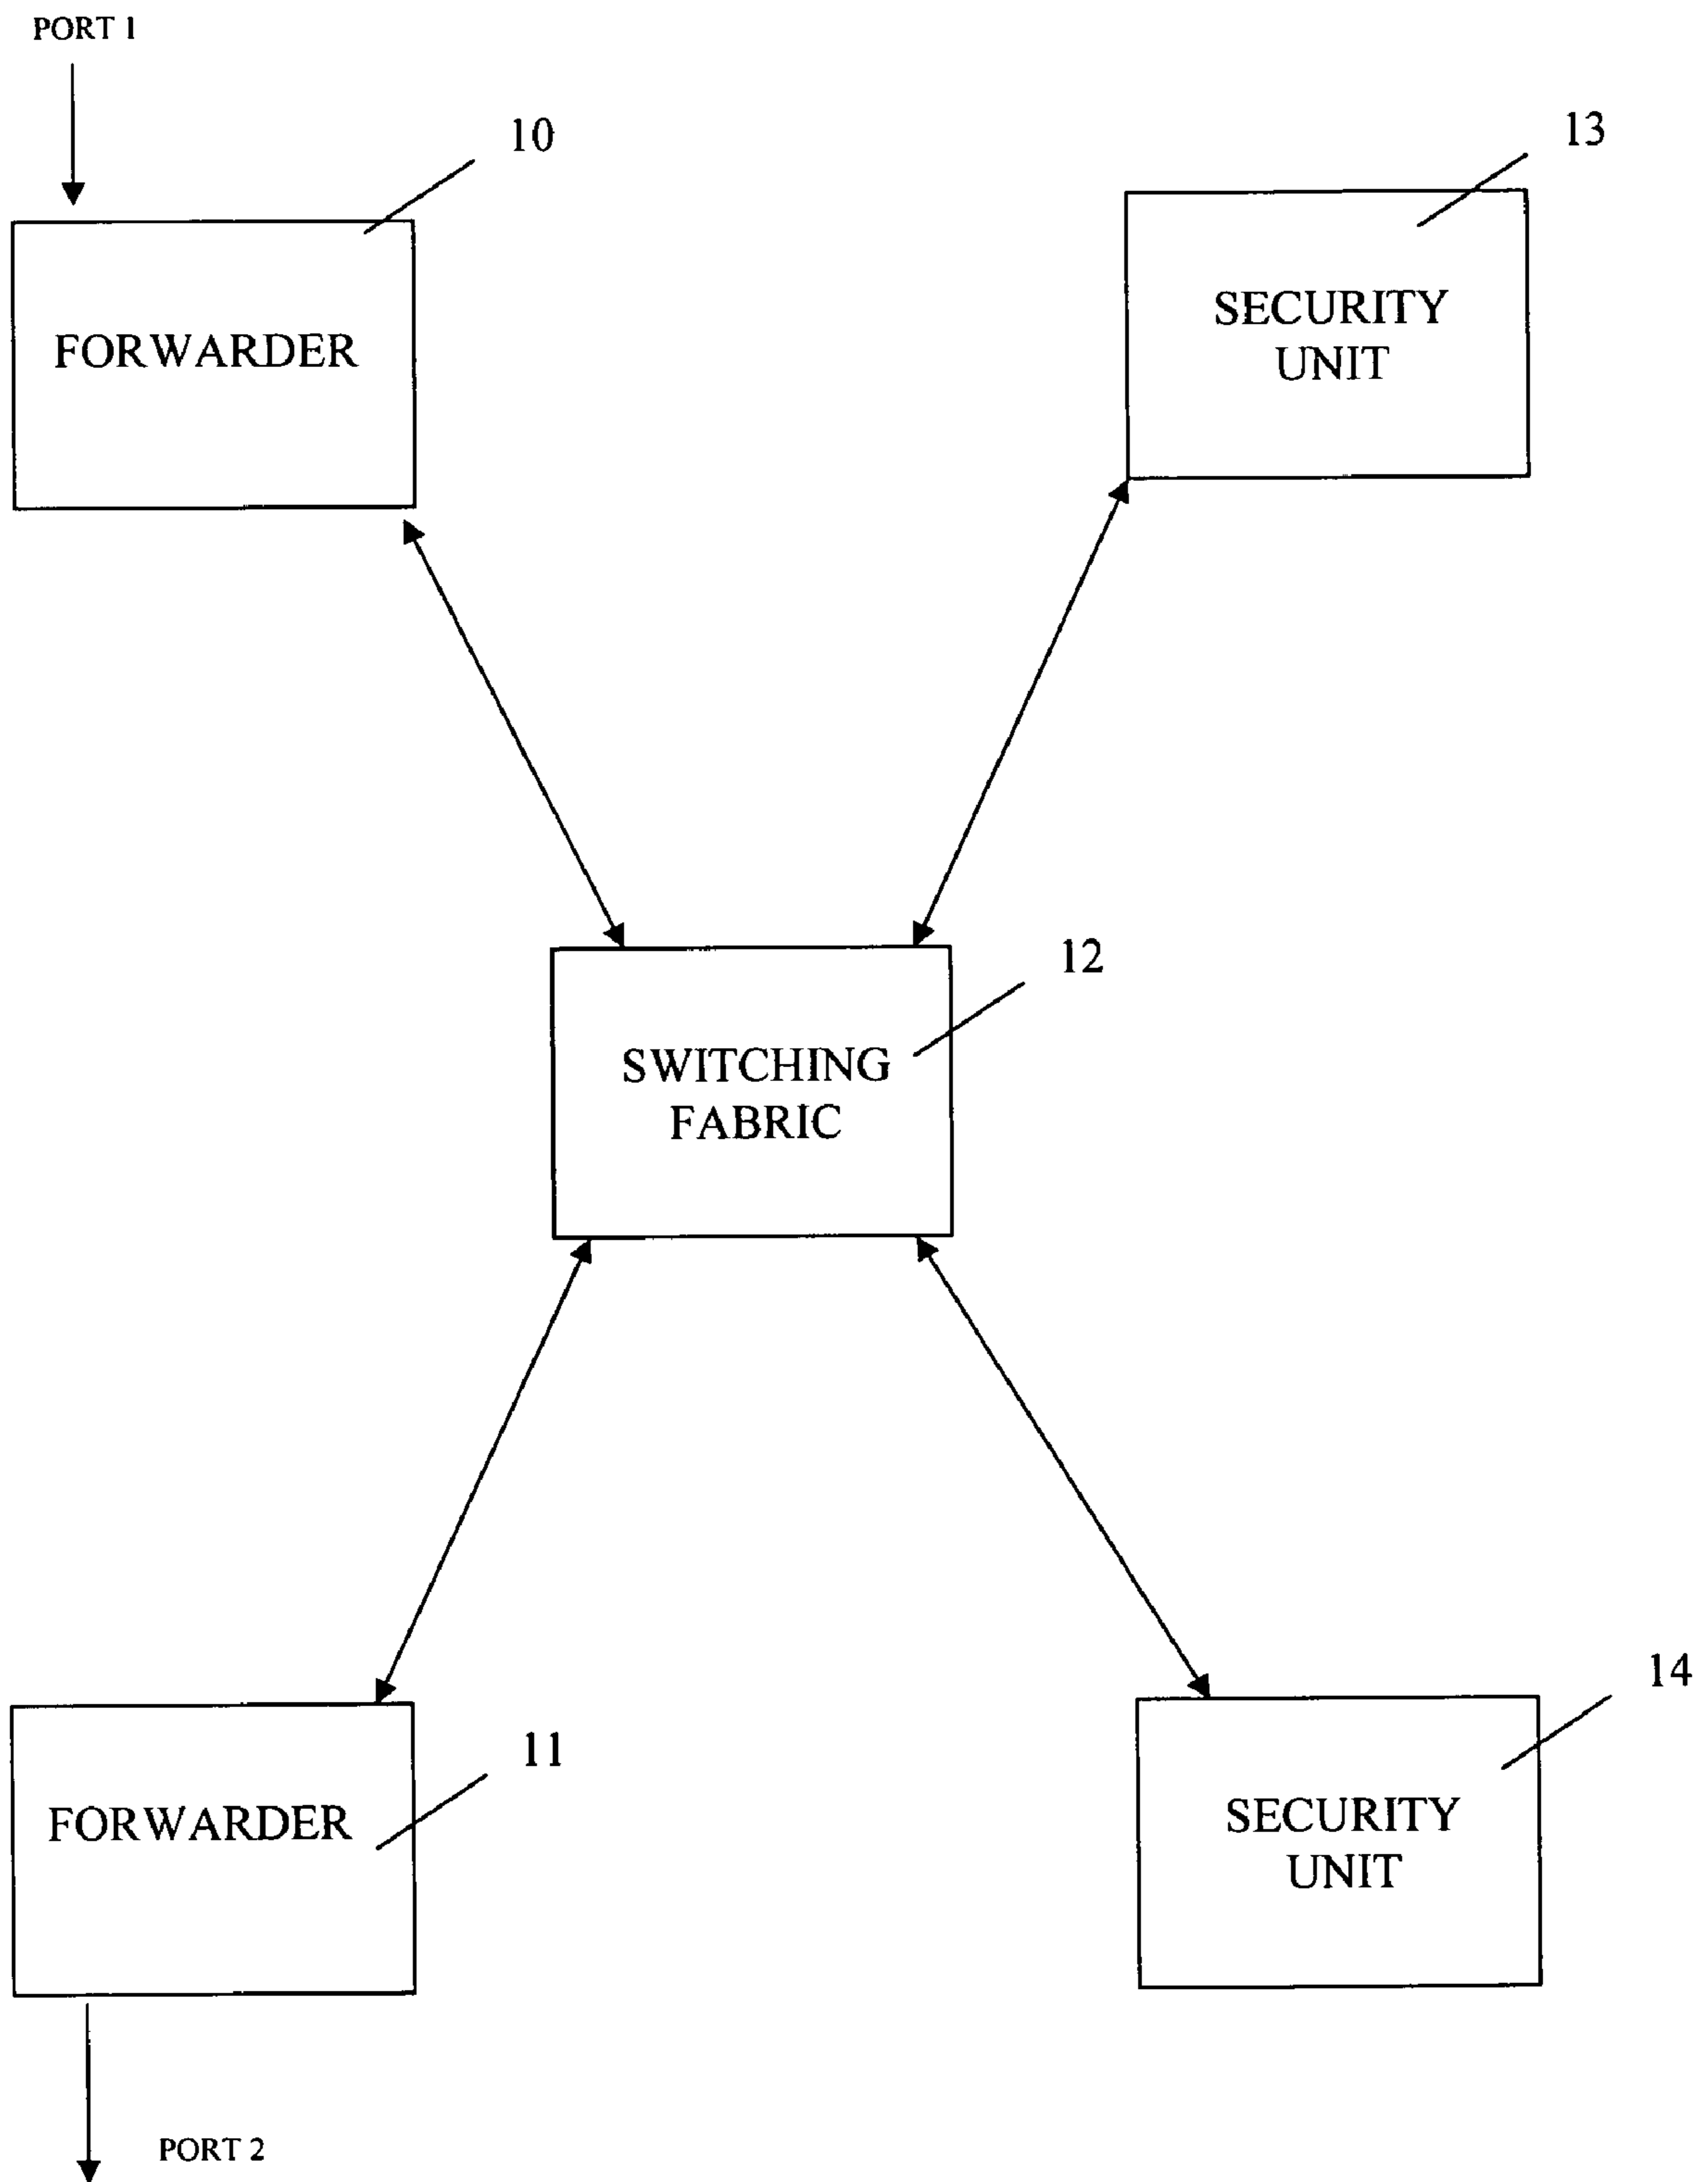 PORT 1
10
13
FORWARDER
SECURITY
UNIT
12
SWITCHING
FABRIC
14
11
FORWARDER
SECURITY
UNIT
PORT 2